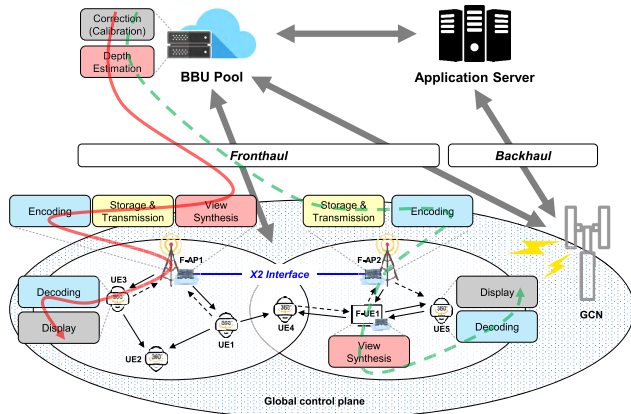 Correction
(Calibration)
Depth
Estimation
BBU Pool
Application Server
Fronthaul
Backhaul
Encoding
Storage &
Transmission
View
Synthesis
Storage &
Transmission
Encoding
F-AP1
X2 Interface
F-AP2
UE3
Decoding
360
Display
Display
GCN
UE4
F-UE1
UE5
Decoding
UE2
UE1
View
Synthesis
Global control plane